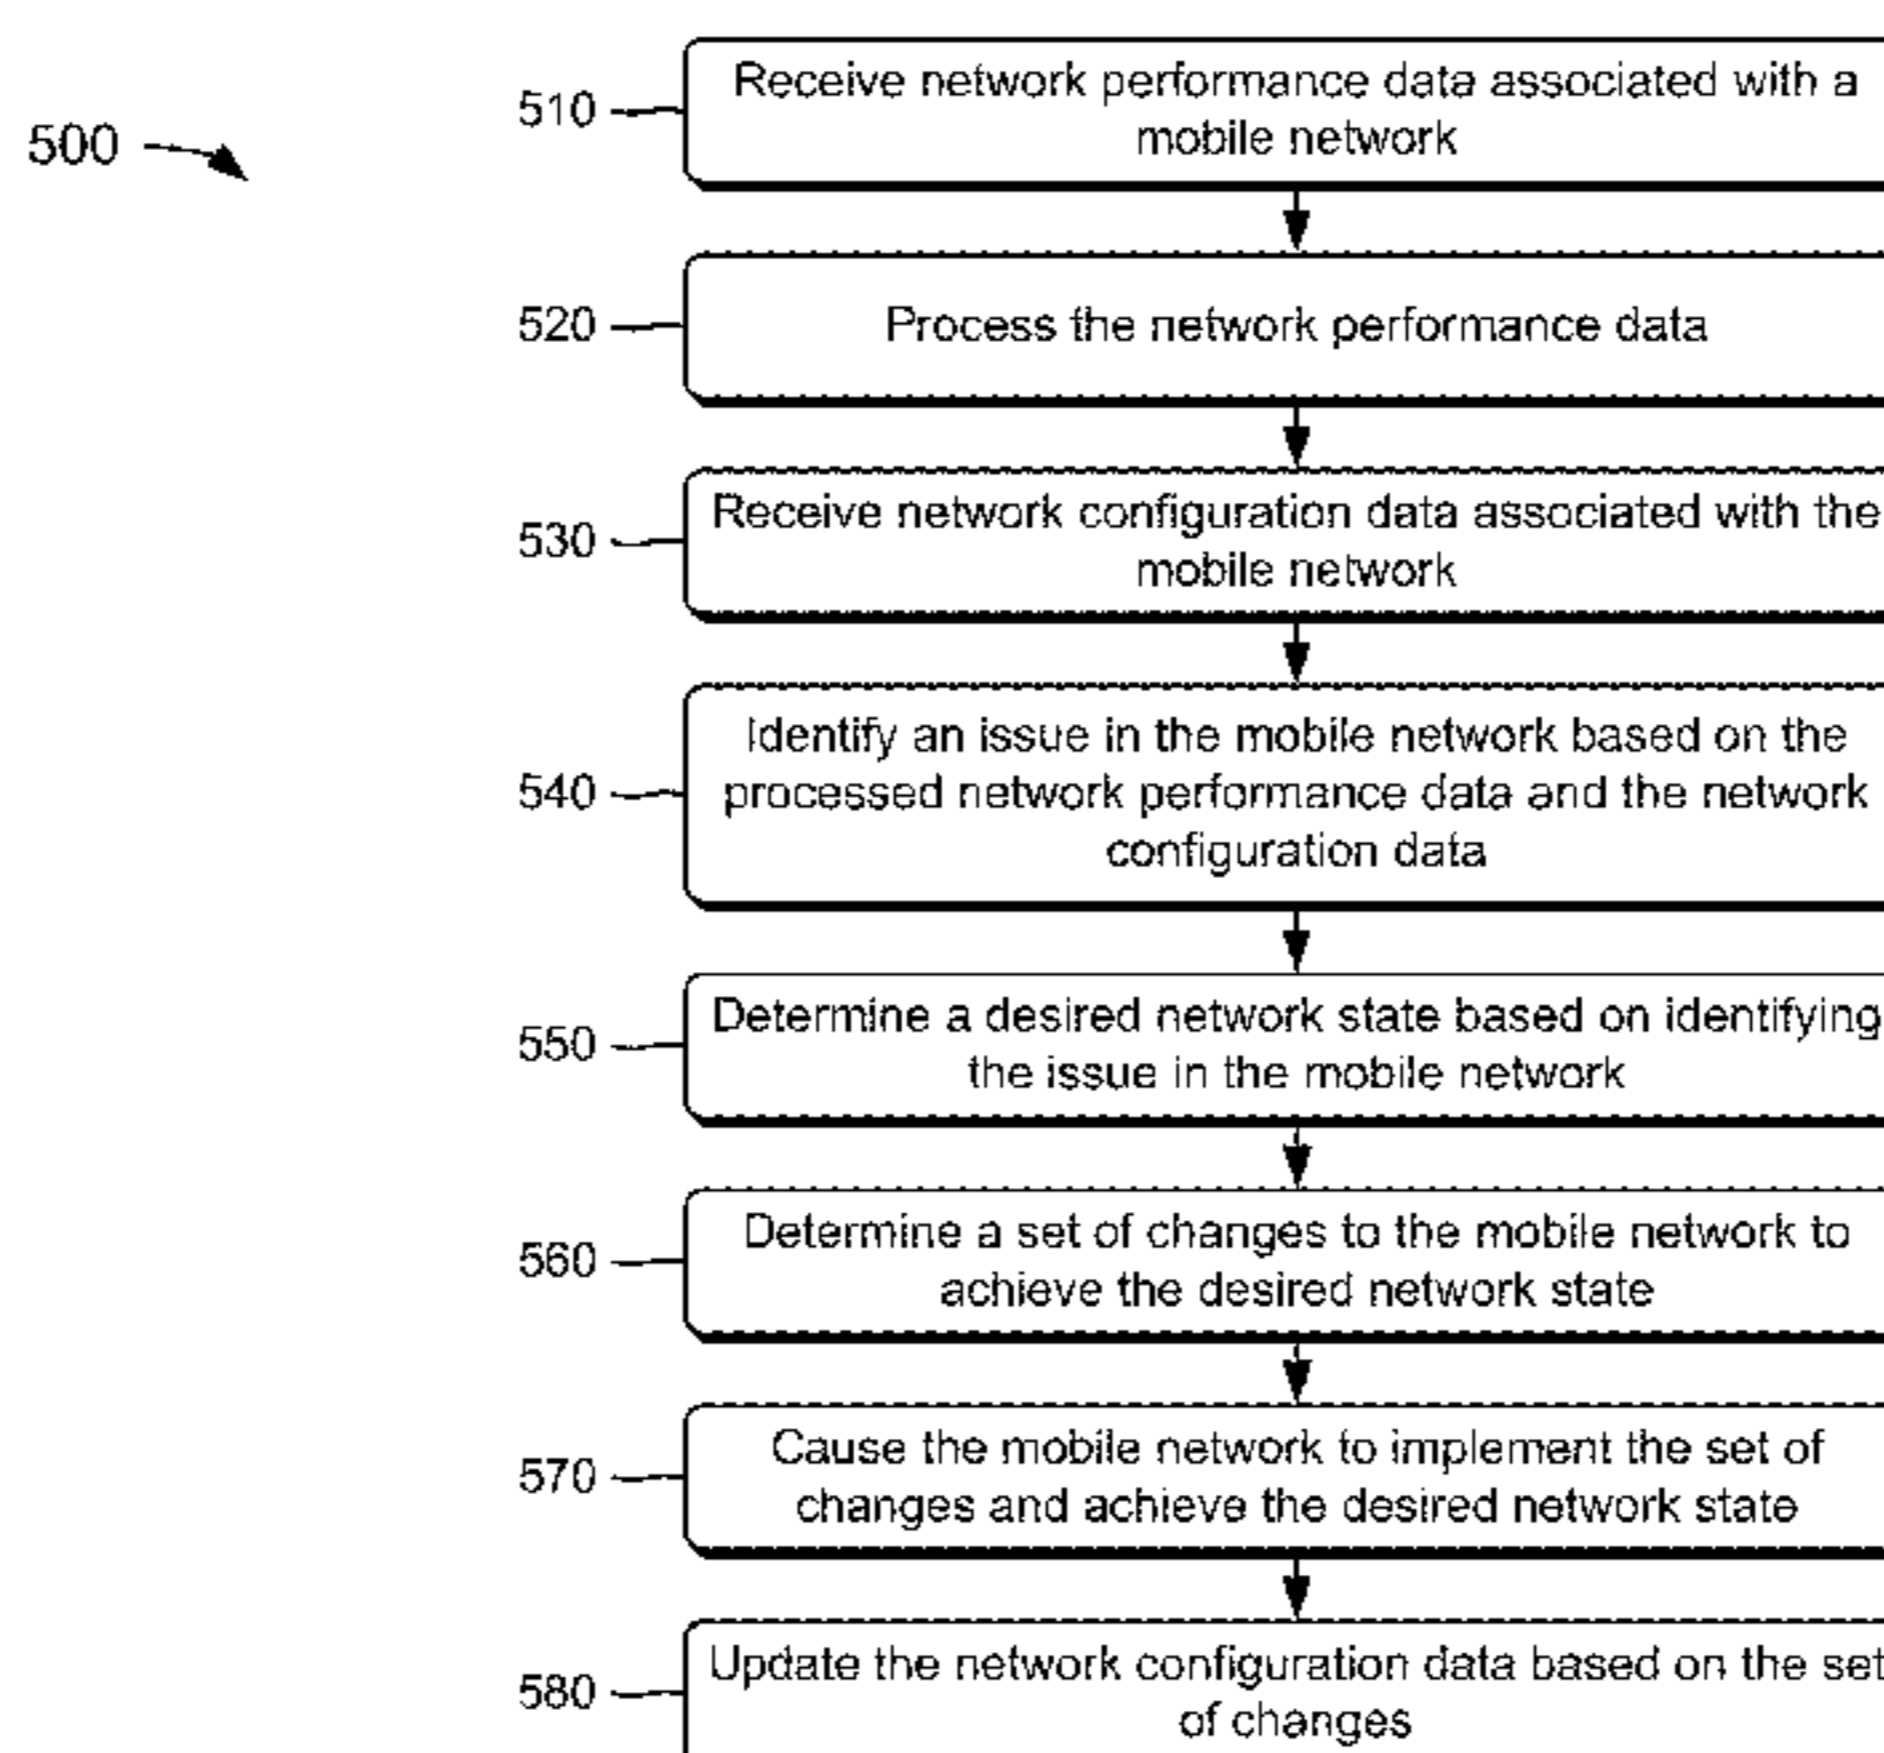 500
510
Receive network performance data associated with a
mobile network
520
Process the network performance data
530
Receive network configuration data associated with the
mobile network
540
Identify an issue in the mobile network based on the
processed network performance data and the network
configuration data
550
Determine a desired network state based on identifying
the issue in the mobile network
560
Determine a set of changes to the mobile network to
achieve the desired network state
570
Cause the mobile network to implement the set of
changes and achieve the desired network state
580
Update the network configuration data based on the set
of changes